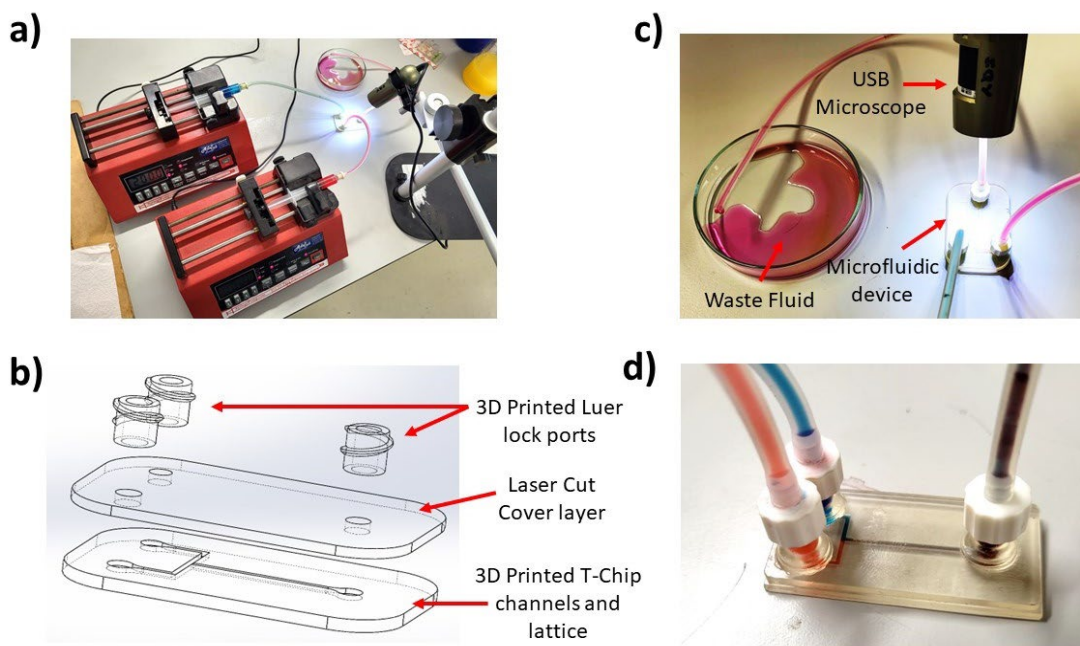 a)
c)
USB
Microscope
Waste Fluid
Microfluidic
device
b)
3D Printed Luer
lock ports
Laser Cut
Cover layer
3D Printed T-Chip
channels and
lattice
d)